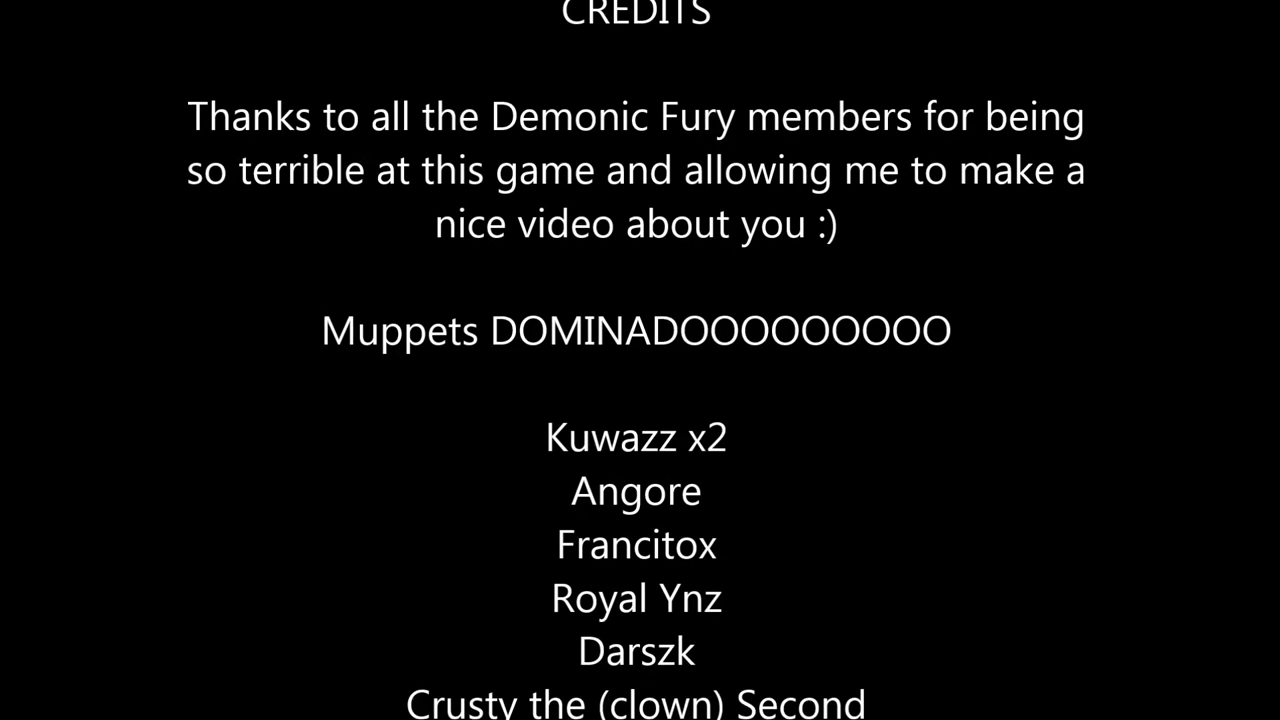 CREDITS
Thanks to all the Demonic Fury members for being
so terrible at this game and allowing me to make a
nice video about you :)
Muppets DOMINADOOOOOOOOO
Kuwazz x2
Angore
Francitox
Royal Ynz
Darszk
Crusty the (clown) Second